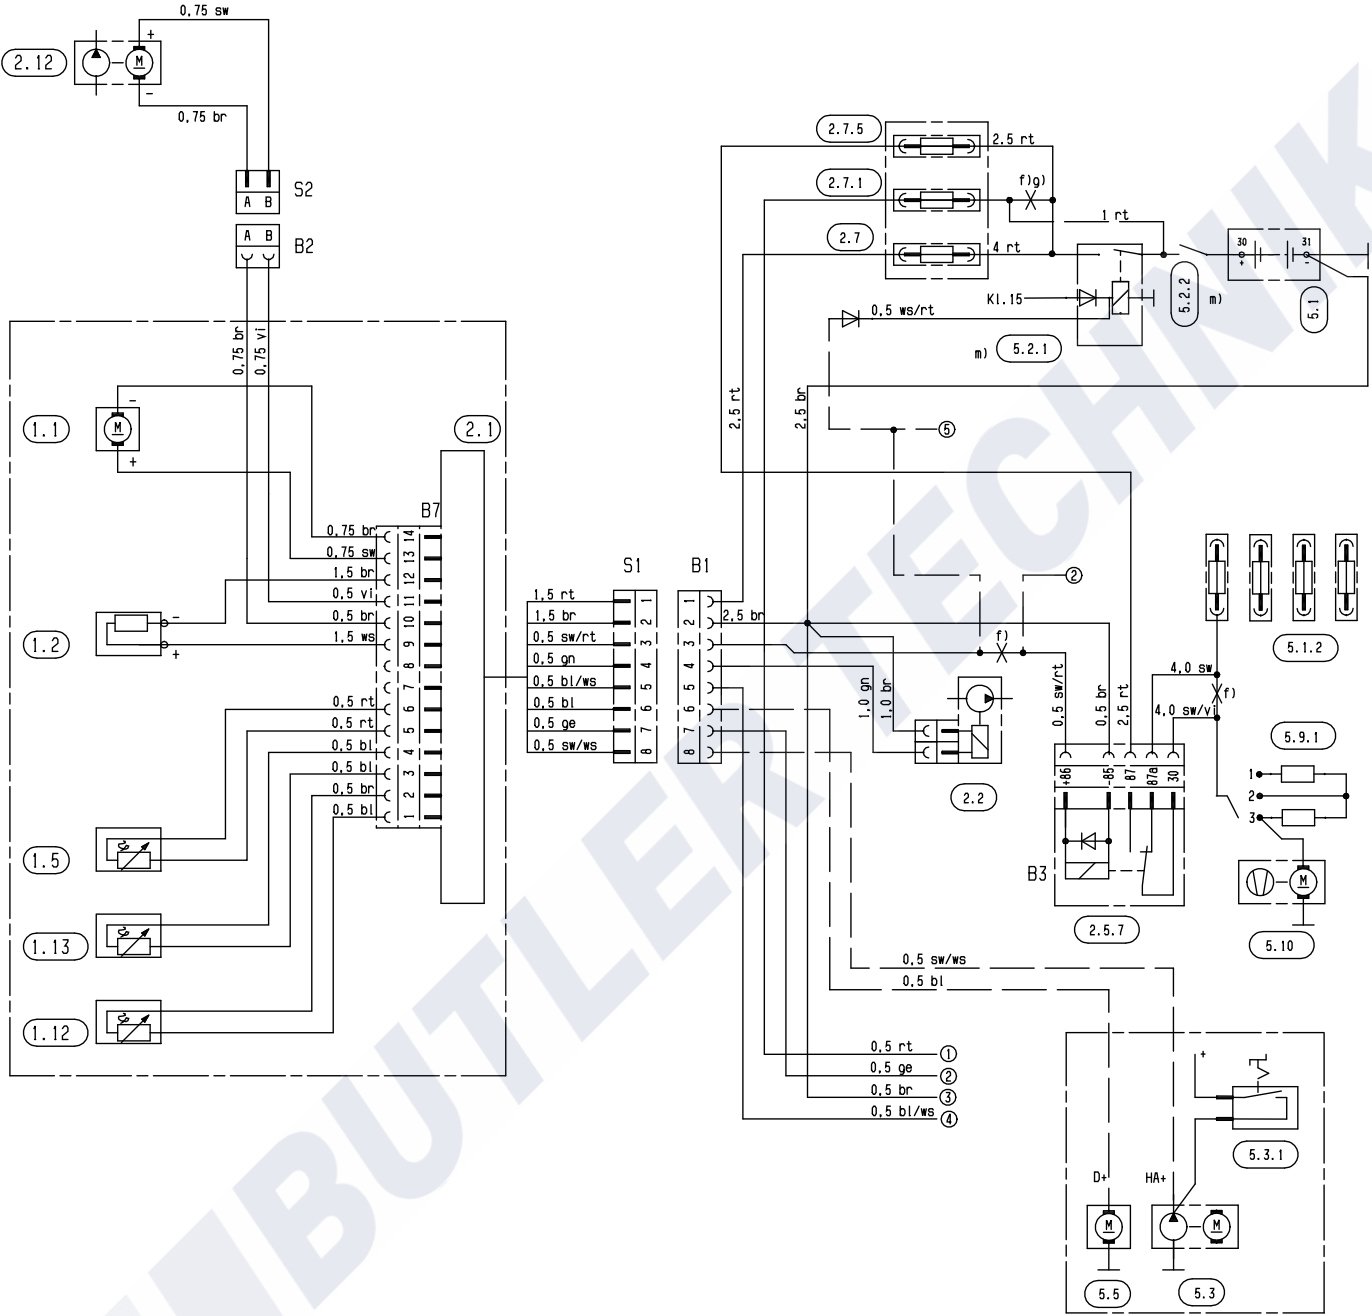 0,75 sw
2.12
M
+
-
0,75 br
A B
S2
A B
B2
0,75 br
0,75 vi
2.7.5
2.5 rt
2.7.1
f)g)
1 rt
2.7
4 rt
30
+
31
-
Kl.15
5.2.2
m)
5.1
0,5 ws/rt
m)
5.2.1
1.1
-
M
+
2.1
2,5 rt
2,5 br
5
B7
0,75 br
14
0,75 sw
13
1,5 br
12
0,5 vi
11
0,5 br
10
1,5 ws
9
8
7
0,5 rt
6
0,5 rt
5
0,5 bl
4
0,5 bl
3
0,5 br
2
0,5 bl
1
1.2
-
+
S1
B1
1,5 rt
1
1
1,5 br
2
2
2,5 br
0,5 sw/rt
3
3
0,5 gn
4
4
0,5 bl/ws
5
5
0,5 bl
6
6
0,5 ge
7
7
0,5 sw/ws
8
8
2
f)
1,0 gn
1,0 br
2.2
0,5 sw/rt
0,5 br
2,5 rt
4,0 sw
f)
4,0 sw/vi
5.1.2
5.9.1
1
2
3
+86
-85
87
87a
30
B3
2.5.7
M
5.10
1.5
1.13
1.12
0,5 sw/ws
0,5 bl
0,5 rt
1
0,5 ge
2
0,5 br
3
0,5 bl/ws
4
+
5.3.1
D+
HA+
M
M
5.5
5.3
BUTLER TECHNIK